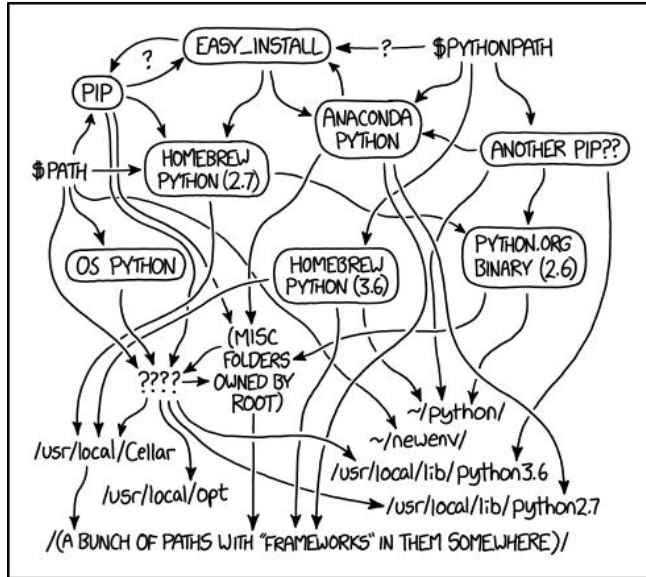 EASY_INSTALL
?
$PYTHONPATH
?
PIP
ANACONDA
PYTHON
HOMEBREW
PYTHON (2.7)
ANOTHER PIP??
$PATH
OS PYTHON
HOMEBREW
PYTHON (3.6)
PYTHON.ORG
BINARY (2.6)
(MISC
FOLDERS
OWNED BY
ROOT)
????
~/python/
~/newenv/
/usr/local/Cellar
/usr/local/lib/python3.6
/usr/local/opt
/usr/local/lib/python2.7
/(A BUNCH OF PATHS WITH "FRAMEWORKS" IN THEM SOMEWHERE)/